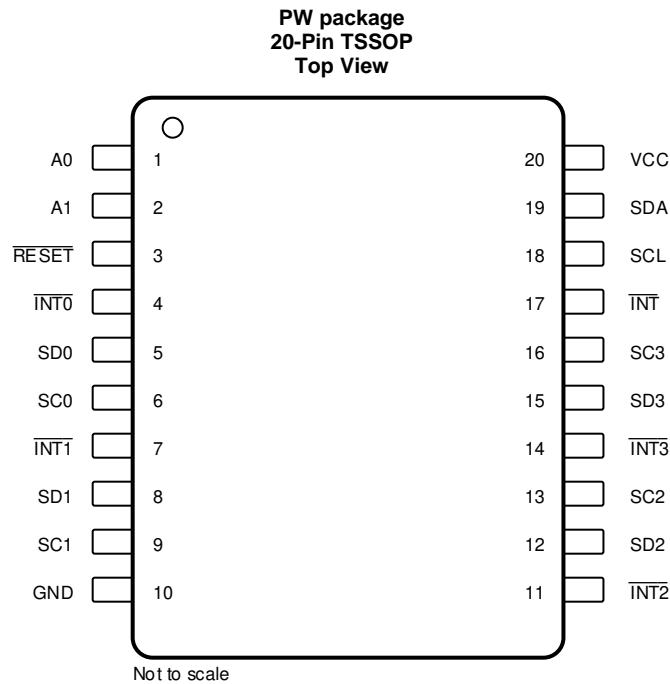 PW package
20-Pin TSSOP
Top View
A0 1 20 VCC
A1 2 19 SDA
RESET 3 18 SCL
INT0 4 17 INT
SD0 5 16 SC3
SC0 6 15 SD3
INT1 7 14 INT3
SD1 8 13 SC2
SC1 9 12 SD2
GND 10 11 INT2
Not to scale